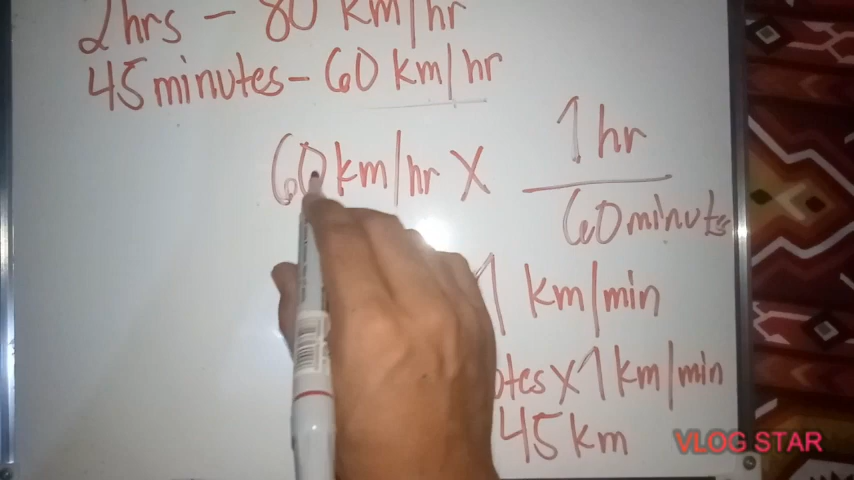 2hrs - 80 km/hr
45 minutes - 60 km/hr
60 km/hr X 1 hr
60 minutes
1 km/min
X 1 km/min
45 km
VLOG STAR